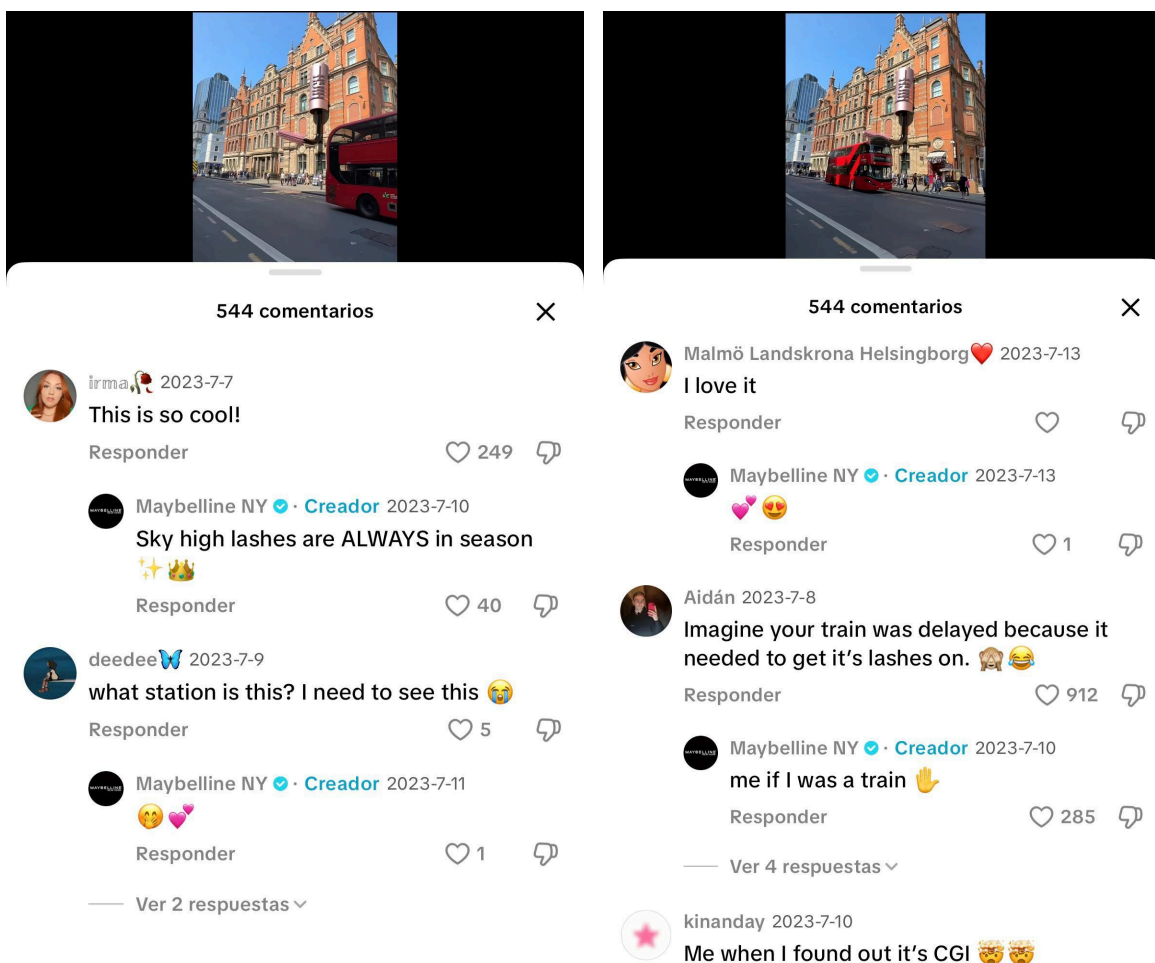 544 comentarios
irma🥀 2023-7-7
This is so cool!
Responder 249
Maybelline NY · Creador 2023-7-10
Sky high lashes are ALWAYS in season
✨👑
Responder 40
deedee🦋 2023-7-9
what station is this? I need to see this 😭
Responder 5
Maybelline NY · Creador 2023-7-11
🤭💕
Responder 1
Ver 2 respuestas
544 comentarios
Malmö Landskrona Helsingborg❤️ 2023-7-13
I love it
Responder
Maybelline NY · Creador 2023-7-13
💕😍
Responder 1
Aidán 2023-7-8
Imagine your train was delayed because it
needed to get it's lashes on. 🙈😂
Responder 912
Maybelline NY · Creador 2023-7-10
me if I was a train ✋
Responder 285
Ver 4 respuestas
kinanday 2023-7-10
Me when I found out it's CGI 🤯🤯